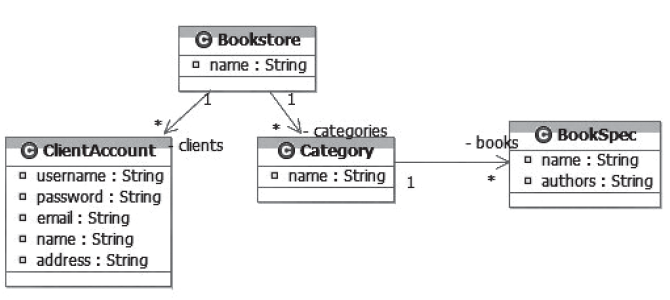 C Bookstore
name : String
1
1
*
- clients
*
- categories
C ClientAccount
username : String
password : String
email : String
name : String
address : String
C Category
name : String
1
- books
*
C BookSpec
name : String
authors : String